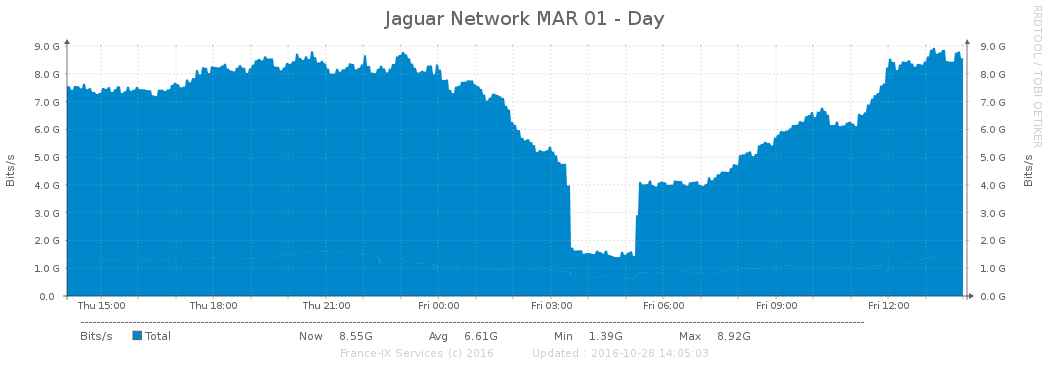 Jaguar Network MAR 01 - Day
RRDTOOL / TOBI OETIKER
Bits/s
9.0 G 9.0 G
8.0 G 8.0 G
7.0 G 7.0 G
6.0 G 6.0 G
5.0 G 5.0 G
4.0 G 4.0 G
3.0 G 3.0 G
2.0 G 2.0 G
1.0 G 1.0 G
0.0 0.0 G
Bits/s
Thu 15:00 Thu 18:00 Thu 21:00 Fri 00:00 Fri 03:00 Fri 06:00 Fri 09:00 Fri 12:00
Bits/s Total Now 8.55G Avg 6.61G Min 1.39G Max 8.92G
France-IX Services (c) 2016 Updated : 2016-10-28 14:05:03